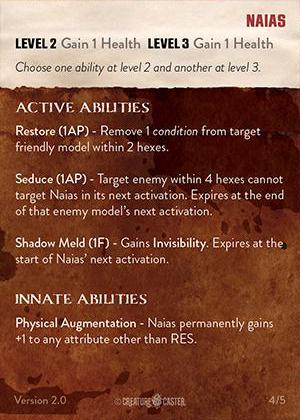 NAIAS
LEVEL 2 Gain 1 Health LEVEL 3 Gain 1 Health
Choose one ability at level 2 and another at level 3.
ACTIVE ABILITIES
Restore (1AP) - Remove 1 condition from target
friendly model within 2 hexes.
Seduce (1AP) - Target enemy within 4 hexes cannot
target Naias in its next activation. Expires at the end
of that enemy model's next activation.
Shadow Meld (1F) - Gains Invisibility. Expires at the
start of Naias' next activation.
INNATE ABILITIES
Physical Augmentation - Naias permanently gains
+1 to any attribute other than RES.
Version 2.0 © CREATURE CASTER 4/5